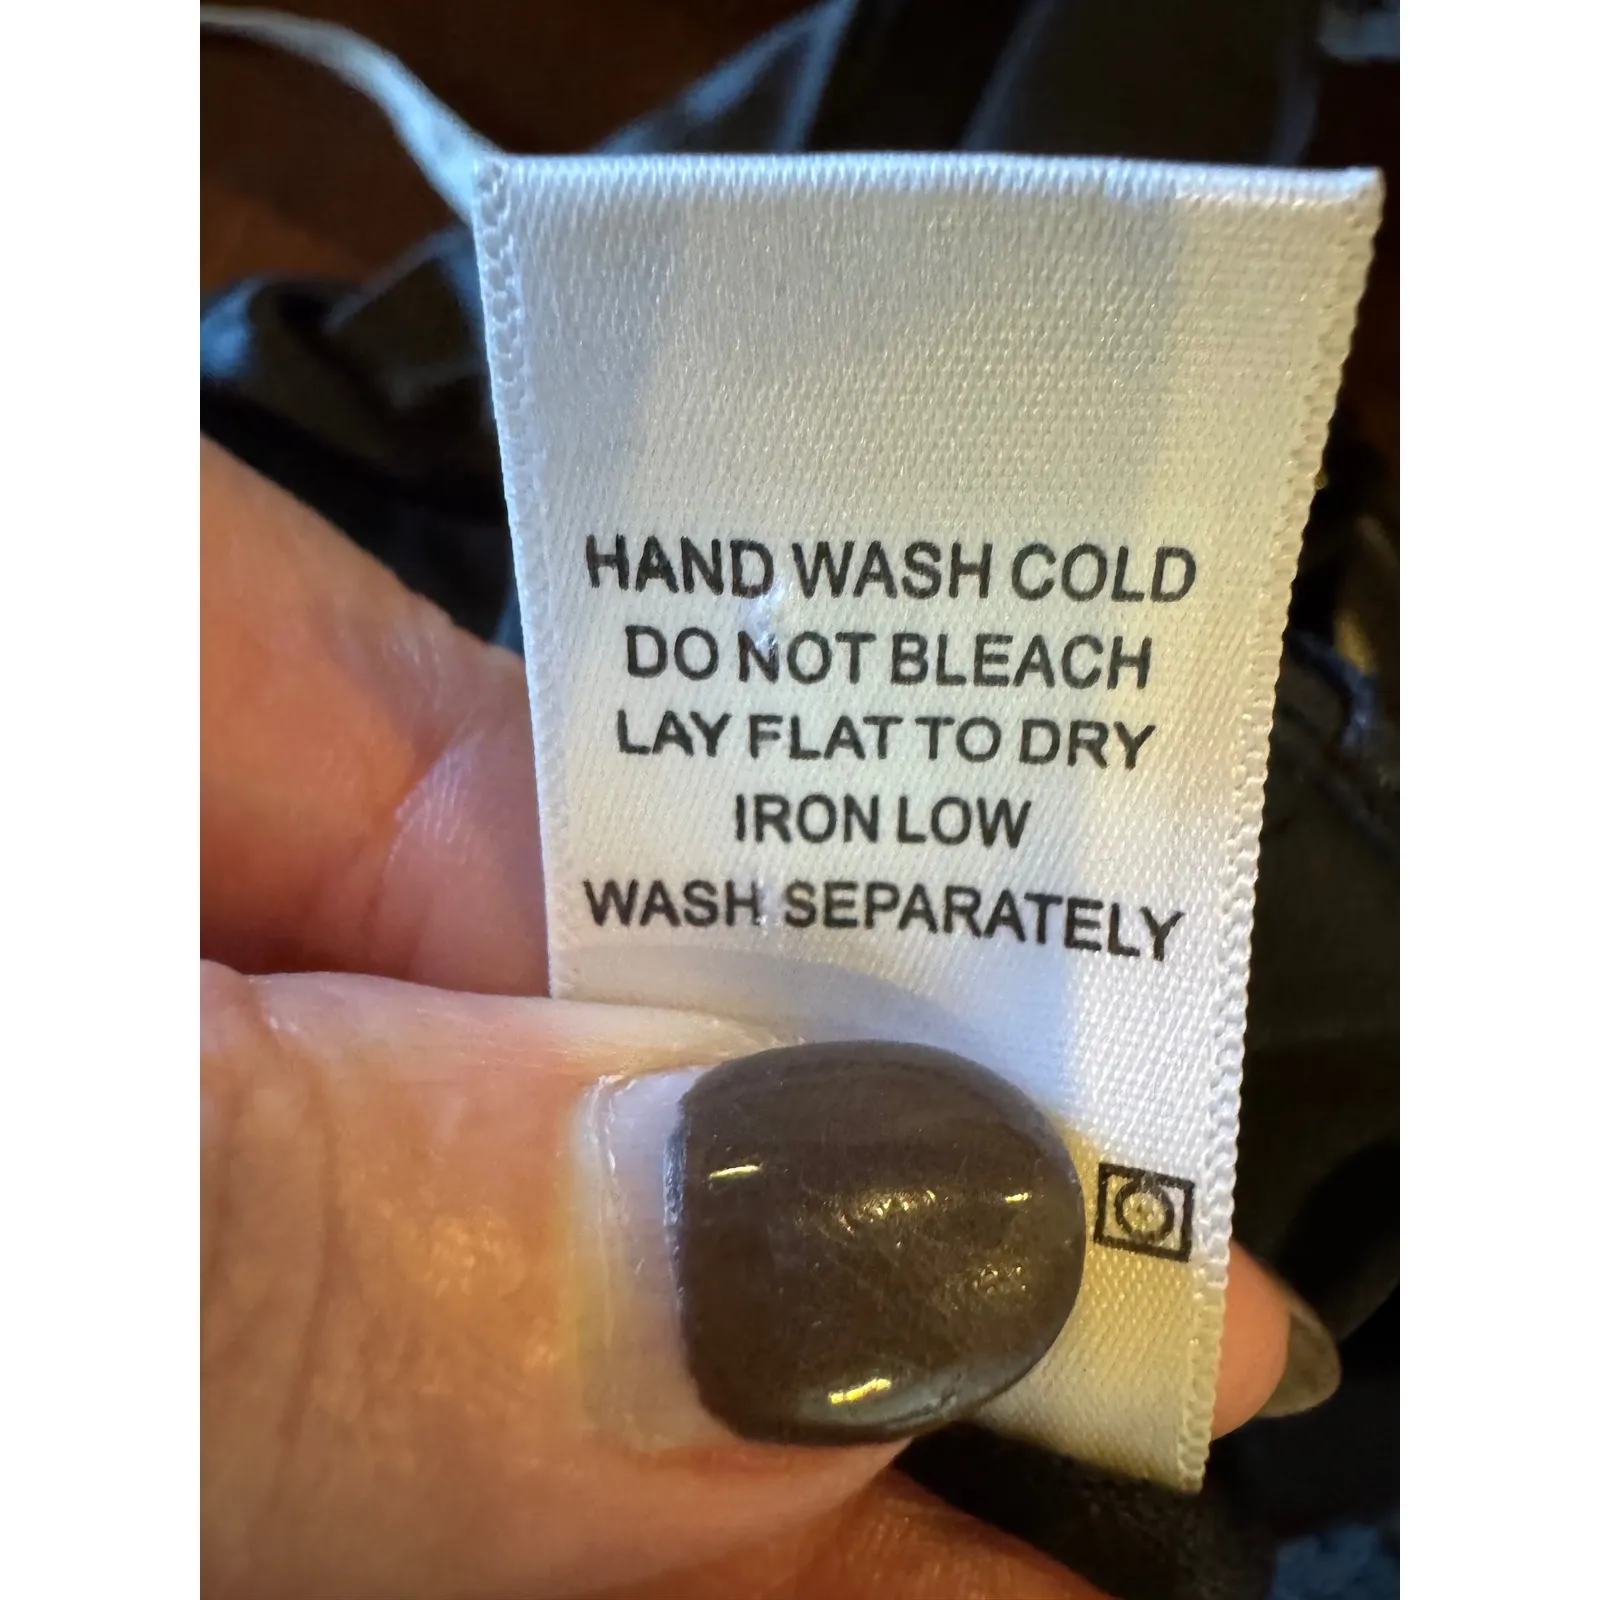 HAND WASH COLD
DO NOT BLEACH
LAY FLAT TO DRY
IRON LOW
WASH SEPARATELY